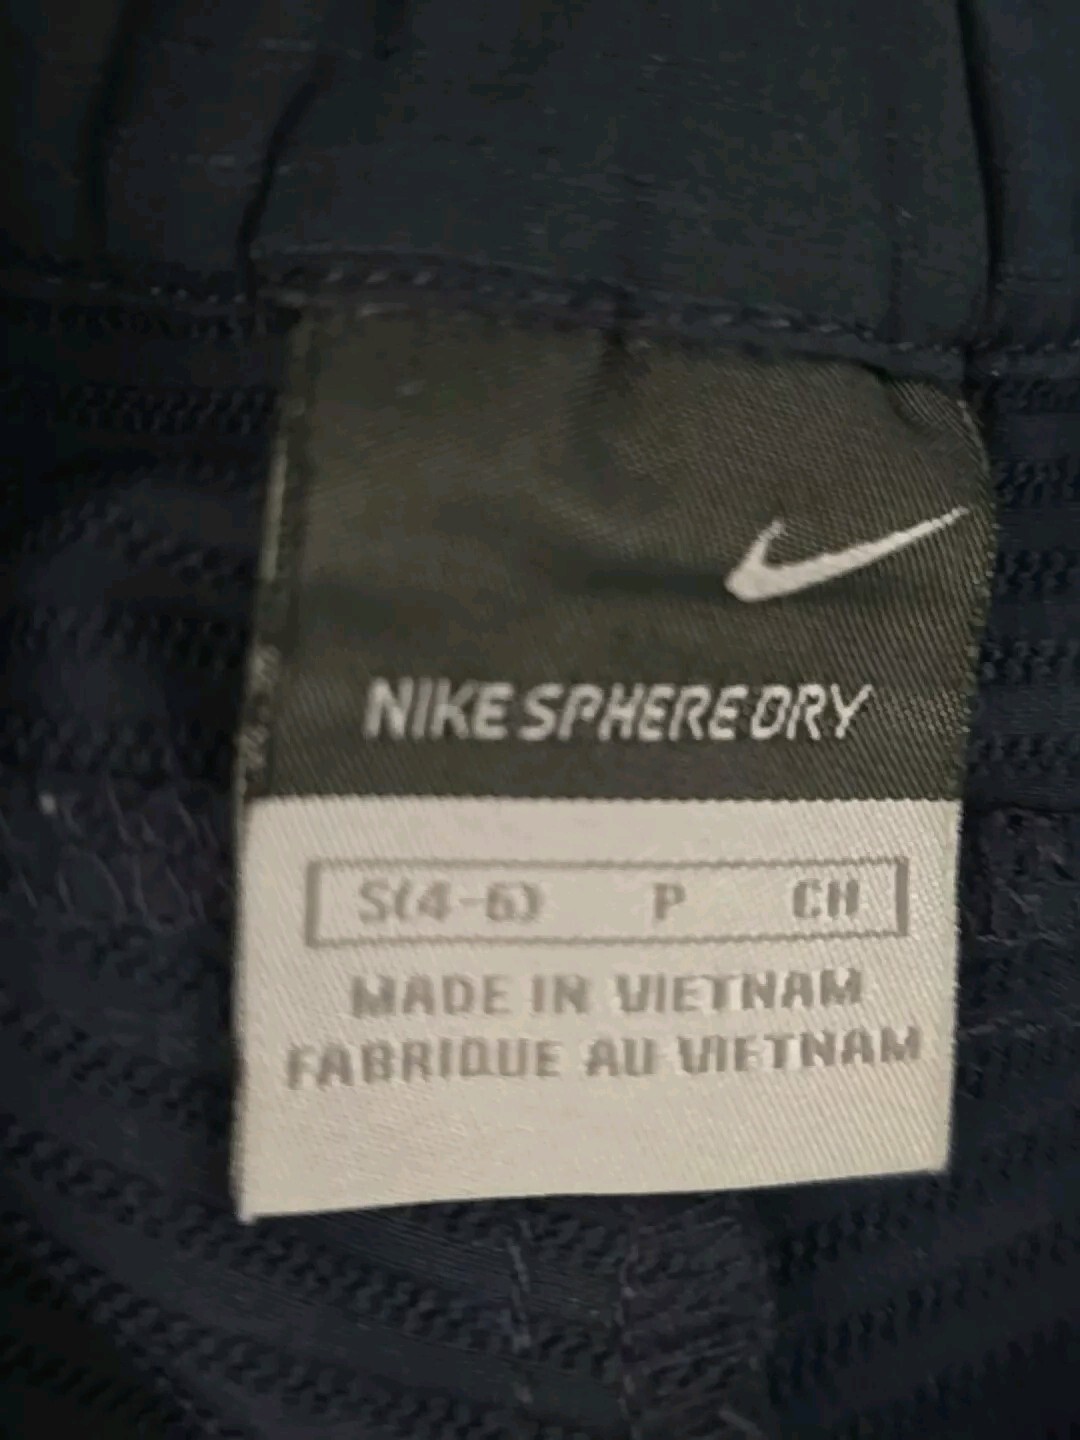 NIKE SPHERE DRY
S(4-6) P CH
MADE IN VIETNAM
FABRIQUE AU VIETNAM